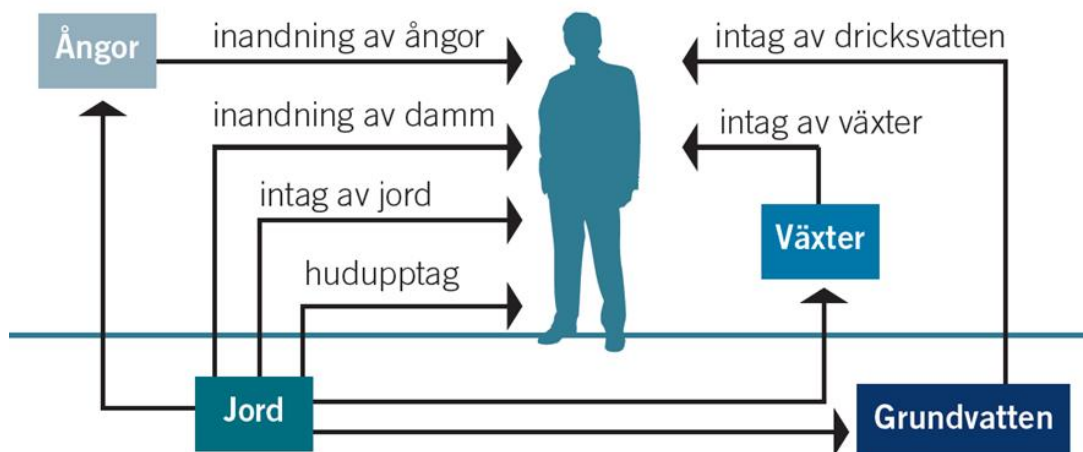 Ångor
inandning av ångor
intag av dricksvatten
inandning av damm
intag av växter
intag av jord
Växter
hudupptag
Jord
Grundvatten